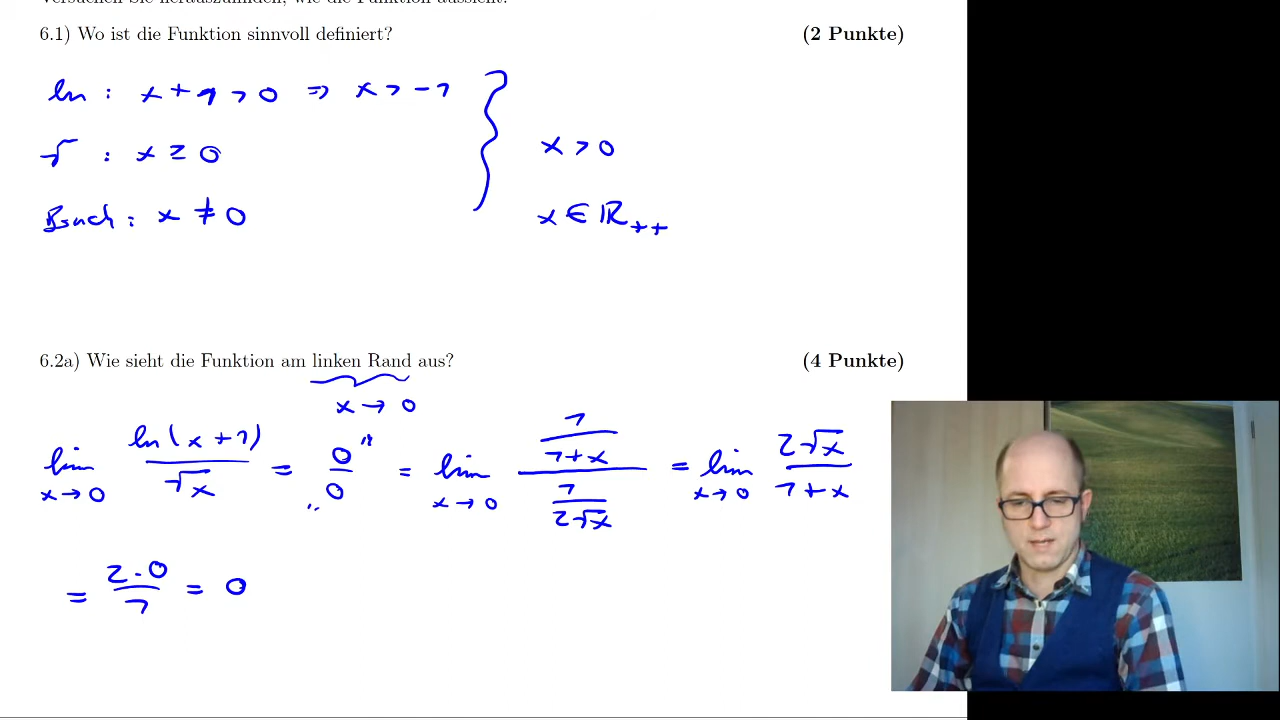 Versuchen Sie herauszufinden, wie die Funktion aussieht.
6.1) Wo ist die Funktion sinnvoll definiert? (2 Punkte)
ln : x + 1 > 0 ⇒ x > -1
√ : x ≥ 0
Bruch: x ≠ 0
x > 0
x ∈ ℝ₊₊
6.2a) Wie sieht die Funktion am linken Rand aus? (4 Punkte)
x → 0
lim x→0 ln(x+1)/√x = "0/0" = lim x→0 (1/(1+x))/(1/(2√x)) = lim x→0 2√x/(1+x)
= 2·0/1 = 0